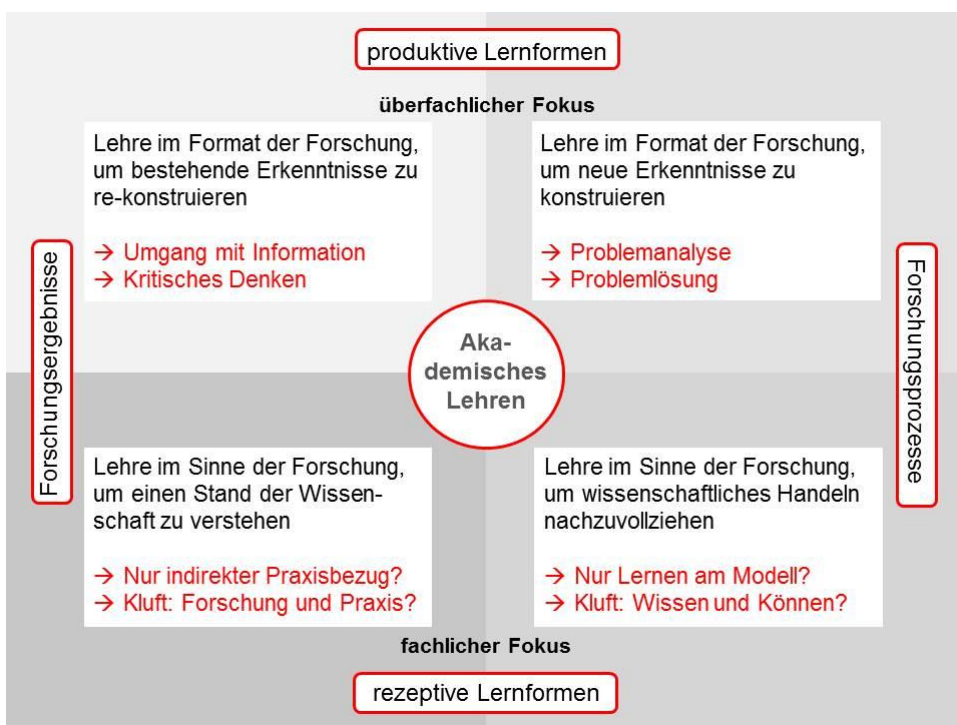 produktive Lernformen
überfachlicher Fokus
Lehre im Format der Forschung,
um bestehende Erkenntnisse zu
re-konstruieren
→ Umgang mit Information
→ Kritisches Denken
Lehre im Format der Forschung,
um neue Erkenntnisse zu
konstruieren
→ Problemanalyse
→ Problemlösung
Forschungsergebnisse
Aka-
demisches
Lehren
Forschungsprozesse
Lehre im Sinne der Forschung,
um einen Stand der Wissen-
schaft zu verstehen
→ Nur indirekter Praxisbezug?
→ Kluft: Forschung und Praxis?
Lehre im Sinne der Forschung,
um wissenschaftliches Handeln
nachzuvollziehen
→ Nur Lernen am Modell?
→ Kluft: Wissen und Können?
fachlicher Fokus
rezeptive Lernformen